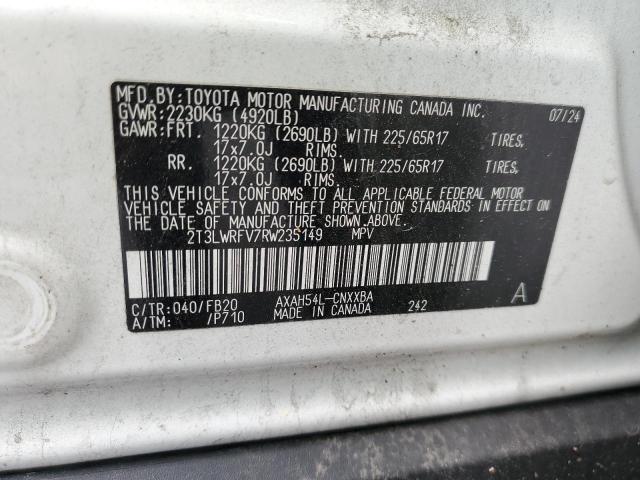 MFD.BY:TOYOTA MOTOR MANUFACTURING CANADA INC. 07/24
GVWR:2230KG (4920LB)
GAWR:FRT. 1220KG (2690LB) WITH 225/65R17 TIRES,
17x7.0J RIMS.
RR. 1220KG (2690LB) WITH 225/65R17 TIRES,
17x7.0J RIMS.
THIS VEHICLE CONFORMS TO ALL APPLICABLE FEDERAL MOTOR
VEHICLE SAFETY AND THEFT PREVENTION STANDARDS IN EFFECT ON
THE DATE OF MANUFACTURE SHOWN ABOVE.
2T3LWRFV7RW235149 MPV
C/TR:040/FB20 AXAH54L-CNXXBA A
A/TM: /P710 MADE IN CANADA 242